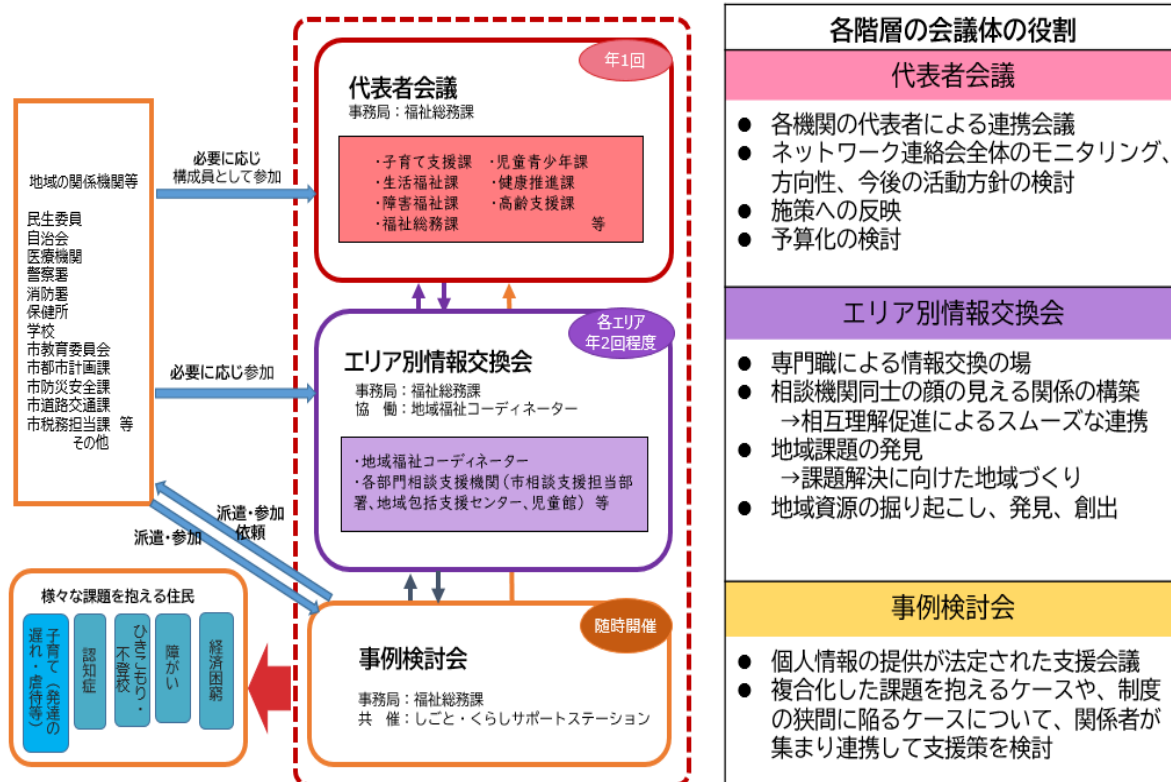 年1回
代表者会議
事務局：福祉総務課
・子育て支援課 ・児童青少年課
・生活福祉課 ・健康推進課
・障害福祉課 ・高齢支援課
・福祉総務課 等
必要に応じ
構成員として参加
地域の関係機関等
民生委員
自治会
医療機関
警察署
消防署
保健所
学校
市教育委員会
市都市計画課
市防災安全課
市道路交通課
市税務担当課 等
その他
必要に応じ参加
各エリア
年2回程度
エリア別情報交換会
事務局：福祉総務課
協　働：地域福祉コーディネーター
・地域福祉コーディネーター
・各部門相談支援機関（市相談支援担当部
署、地域包括支援センター、児童館） 等
派遣・参加
依頼
派遣・参加
随時開催
事例検討会
事務局：福祉総務課
共　催：しごと・くらしサポートステーション
様々な課題を抱える住民
子育て（発達の
遅れ・虐待等）
認知症
ひきこもり・
不登校
障がい
経済困窮
各階層の会議体の役割
代表者会議
● 各機関の代表者による連携会議
● ネットワーク連絡会全体のモニタリング、
方向性、今後の活動方針の検討
● 施策への反映
● 予算化の検討
エリア別情報交換会
● 専門職による情報交換の場
● 相談機関同士の顔の見える関係の構築
→相互理解促進によるスムーズな連携
● 地域課題の発見
→課題解決に向けた地域づくり
● 地域資源の掘り起こし、発見、創出
事例検討会
● 個人情報の提供が法定された支援会議
● 複合化した課題を抱えるケースや、制度
の狭間に陥るケースについて、関係者が
集まり連携して支援策を検討